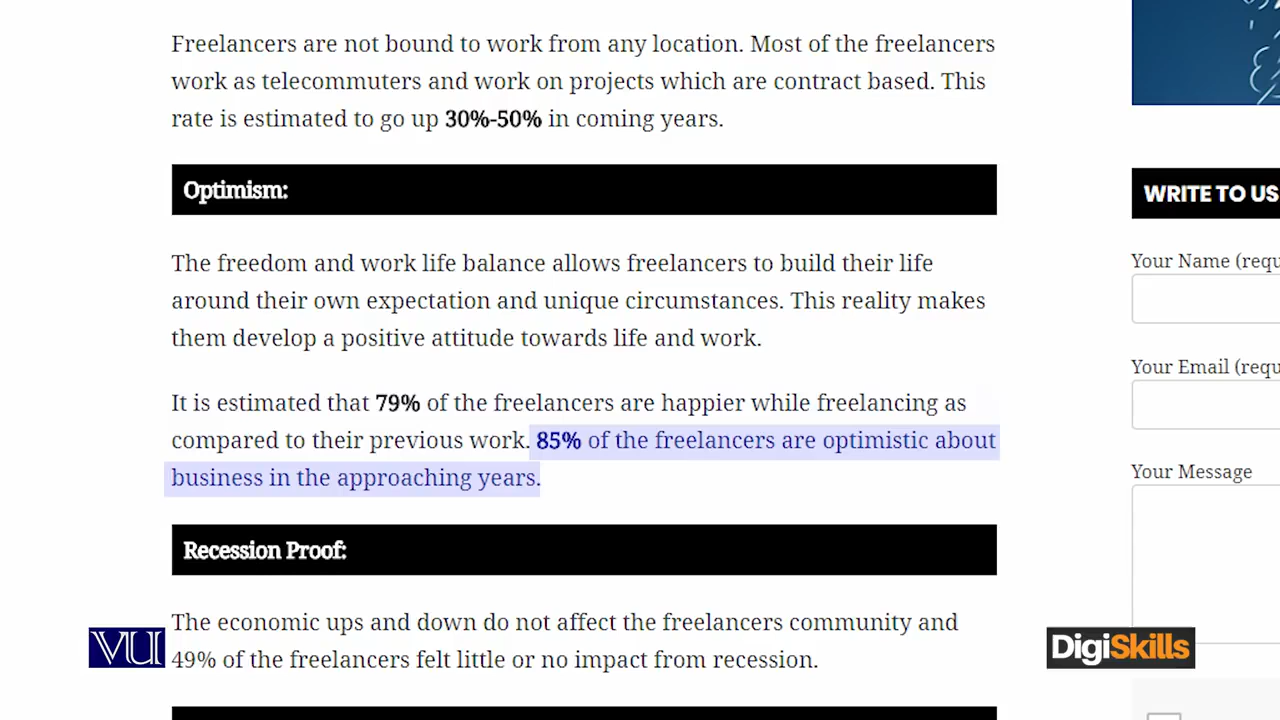 Freelancers are not bound to work from any location. Most of the freelancers
work as telecommuters and work on projects which are contract based. This
rate is estimated to go up 30%-50% in coming years.
Optimism:
The freedom and work life balance allows freelancers to build their life
around their own expectation and unique circumstances. This reality makes
them develop a positive attitude towards life and work.
It is estimated that 79% of the freelancers are happier while freelancing as
compared to their previous work. 85% of the freelancers are optimistic about
business in the approaching years.
Recession Proof:
The economic ups and down do not affect the freelancers community and
49% of the freelancers felt little or no impact from recession.
WRITE TO US
Your Name (requ
Your Email (requ
Your Message
VU
DigiSkills